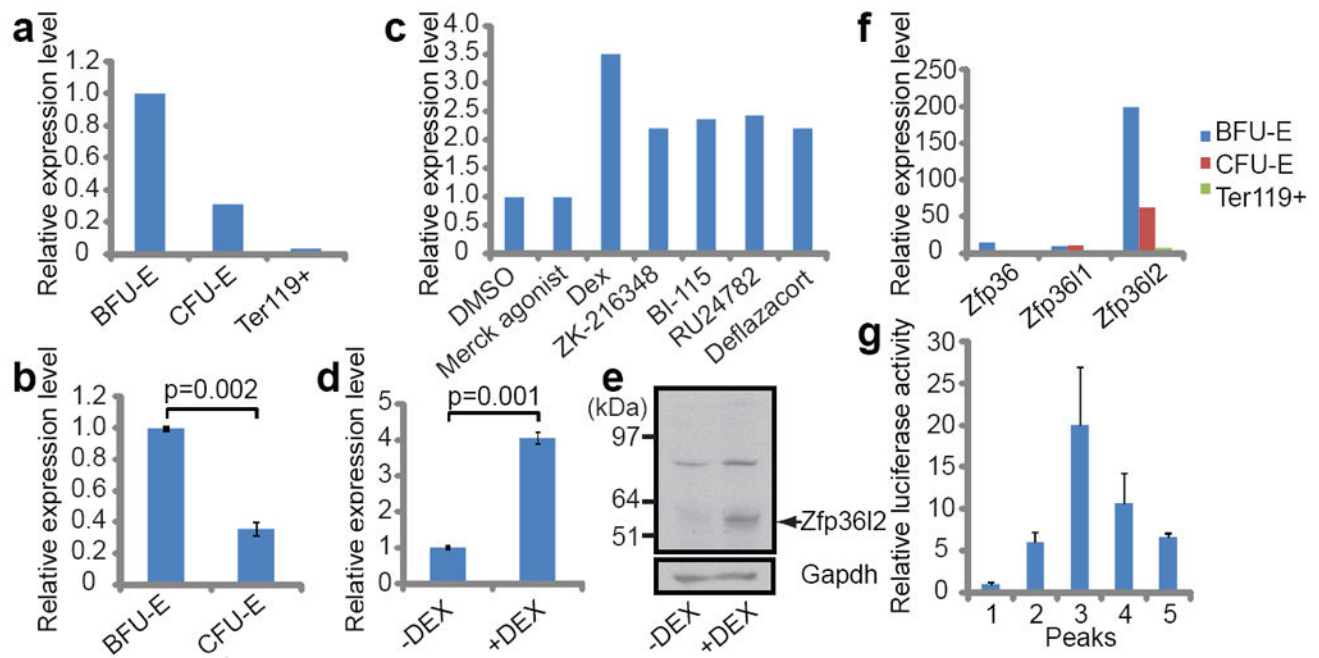 a
Relative expression level
1.2
1.0
0.8
0.6
0.4
0.2
0
BFU-E
CFU-E
Ter119+
c
Relative expression level
4.0
3.5
3.0
2.5
2.0
1.5
1.0
0.5
0
DMSO
Merck agonist
Dex
ZK-216348
BI-115
RU24782
Deflazacort
f
Relative expression level
250
200
150
100
50
0
Zfp36
Zfp36l1
Zfp36l2
BFU-E
CFU-E
Ter119+
b
Relative expression level
1.2
1.0
0.8
0.6
0.4
0.2
0
p=0.002
BFU-E
CFU-E
d
Relative expression level
5
4
3
2
1
0
p=0.001
-DEX
+DEX
e
(kDa)
97
64
51
Zfp36l2
Gapdh
-DEX
+DEX
g
Relative luciferase activity
30
25
20
15
10
5
0
1 2 3 4 5
Peaks